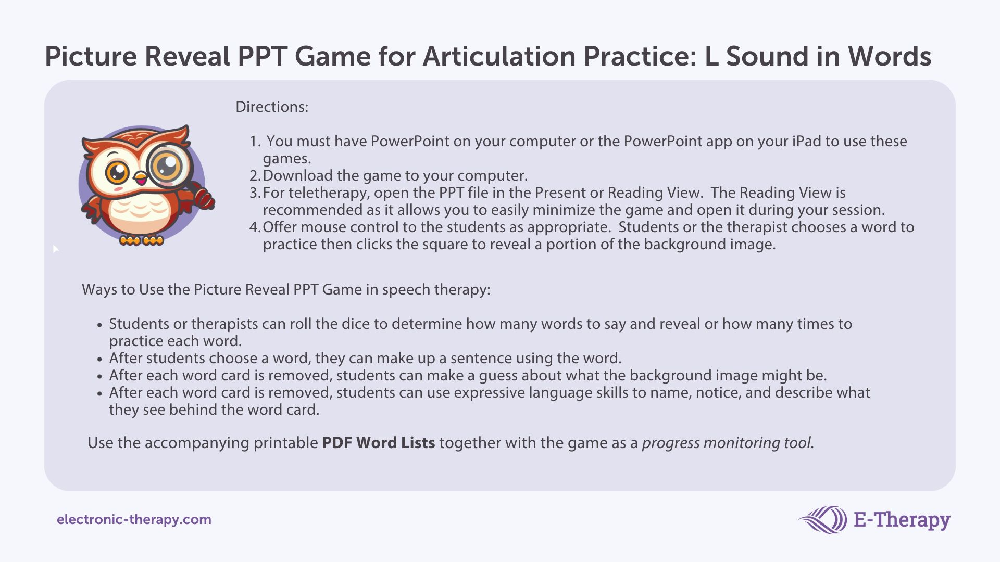 Picture Reveal PPT Game for Articulation Practice: L Sound in Words
Directions:
1. You must have PowerPoint on your computer or the PowerPoint app on your iPad to use these
games.
2. Download the game to your computer.
3. For teletherapy, open the PPT file in the Present or Reading View.  The Reading View is
recommended as it allows you to easily minimize the game and open it during your session.
4. Offer mouse control to the students as appropriate.  Students or the therapist chooses a word to
practice then clicks the square to reveal a portion of the background image.
Ways to Use the Picture Reveal PPT Game in speech therapy:
• Students or therapists can roll the dice to determine how many words to say and reveal or how many times to
practice each word.
• After students choose a word, they can make up a sentence using the word.
• After each word card is removed, students can make a guess about what the background image might be.
• After each word card is removed, students can use expressive language skills to name, notice, and describe what
they see behind the word card.
Use the accompanying printable PDF Word Lists together with the game as a progress monitoring tool.
electronic-therapy.com
E-Therapy